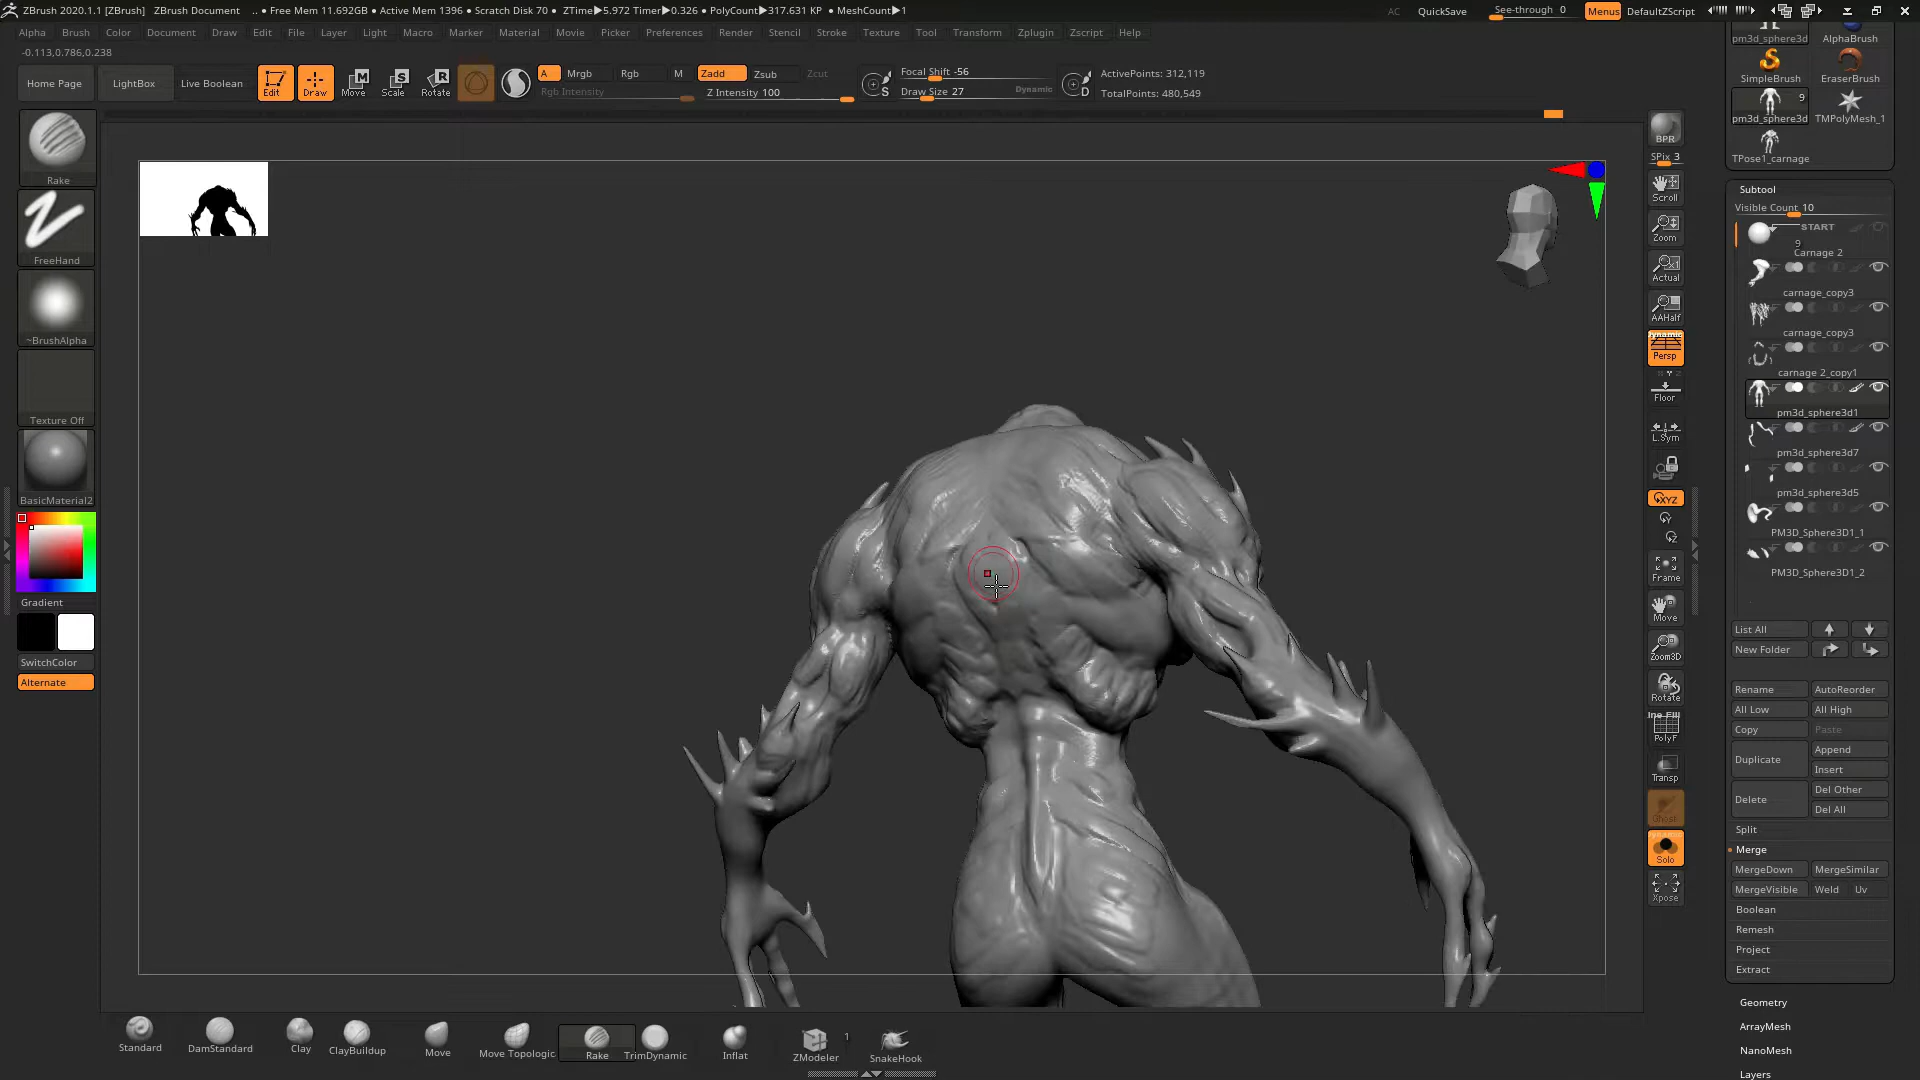 ZBrush 2020.1.1 [ZBrush] ZBrush Document .. • Free Mem 11.692GB • Active Mem 1396 • Scratch Disk 70 • ZTime▶5.972 Timer▶0.326 • PolyCount▶317.631 KP • MeshCount▶1 AC QuickSave See-through 0 Menus DefaultZScript
Alpha Brush Color Document Draw Edit File Layer Light Macro Marker Material Movie Picker Preferences Render Stencil Stroke Texture Tool Transform Zplugin Zscript Help
-0.113,0.786,0.238
Home Page LightBox Live Boolean Edit Draw Move Scale Rotate
A Mrgb Rgb M Zadd Zsub Zcut
Rgb Intensity Z Intensity 100
S Focal Shift -56
Draw Size 27 Dynamic D
ActivePoints: 312,119
TotalPoints: 480,549
Rake
FreeHand
~BrushAlpha
Texture Off
BasicMaterial2
Gradient
SwitchColor
Alternate
BPR
SPix 3
Scroll
Zoom
Actual
AAHalf
Dynamic
Persp
Floor
L.Sym
XYZ
Frame
Move
Zoom3D
Rotate
Line Fill
PolyF
Transp
Ghost
Solo
Xpose
pm3d_sphere3d AlphaBrush
SimpleBrush EraserBrush
9
pm3d_sphere3d TMPolyMesh_1
TPose1_carnage
Subtool
Visible Count 10
START
9
Carnage 2
carnage_copy3
carnage_copy3
carnage 2_copy1
pm3d_sphere3d1
pm3d_sphere3d7
pm3d_sphere3d5
PM3D_Sphere3D1_1
PM3D_Sphere3D1_2
List All
New Folder
Rename AutoReorder
All Low All High
Copy Paste
Duplicate Append
Insert
Delete Del Other
Del All
Split
Merge
MergeDown MergeSimilar
MergeVisible Weld Uv
Boolean
Remesh
Project
Extract
Geometry
ArrayMesh
NanoMesh
Layers
Standard DamStandard Clay ClayBuildup Move Move Topologic Rake TrimDynamic Inflat ZModeler 1 SnakeHook